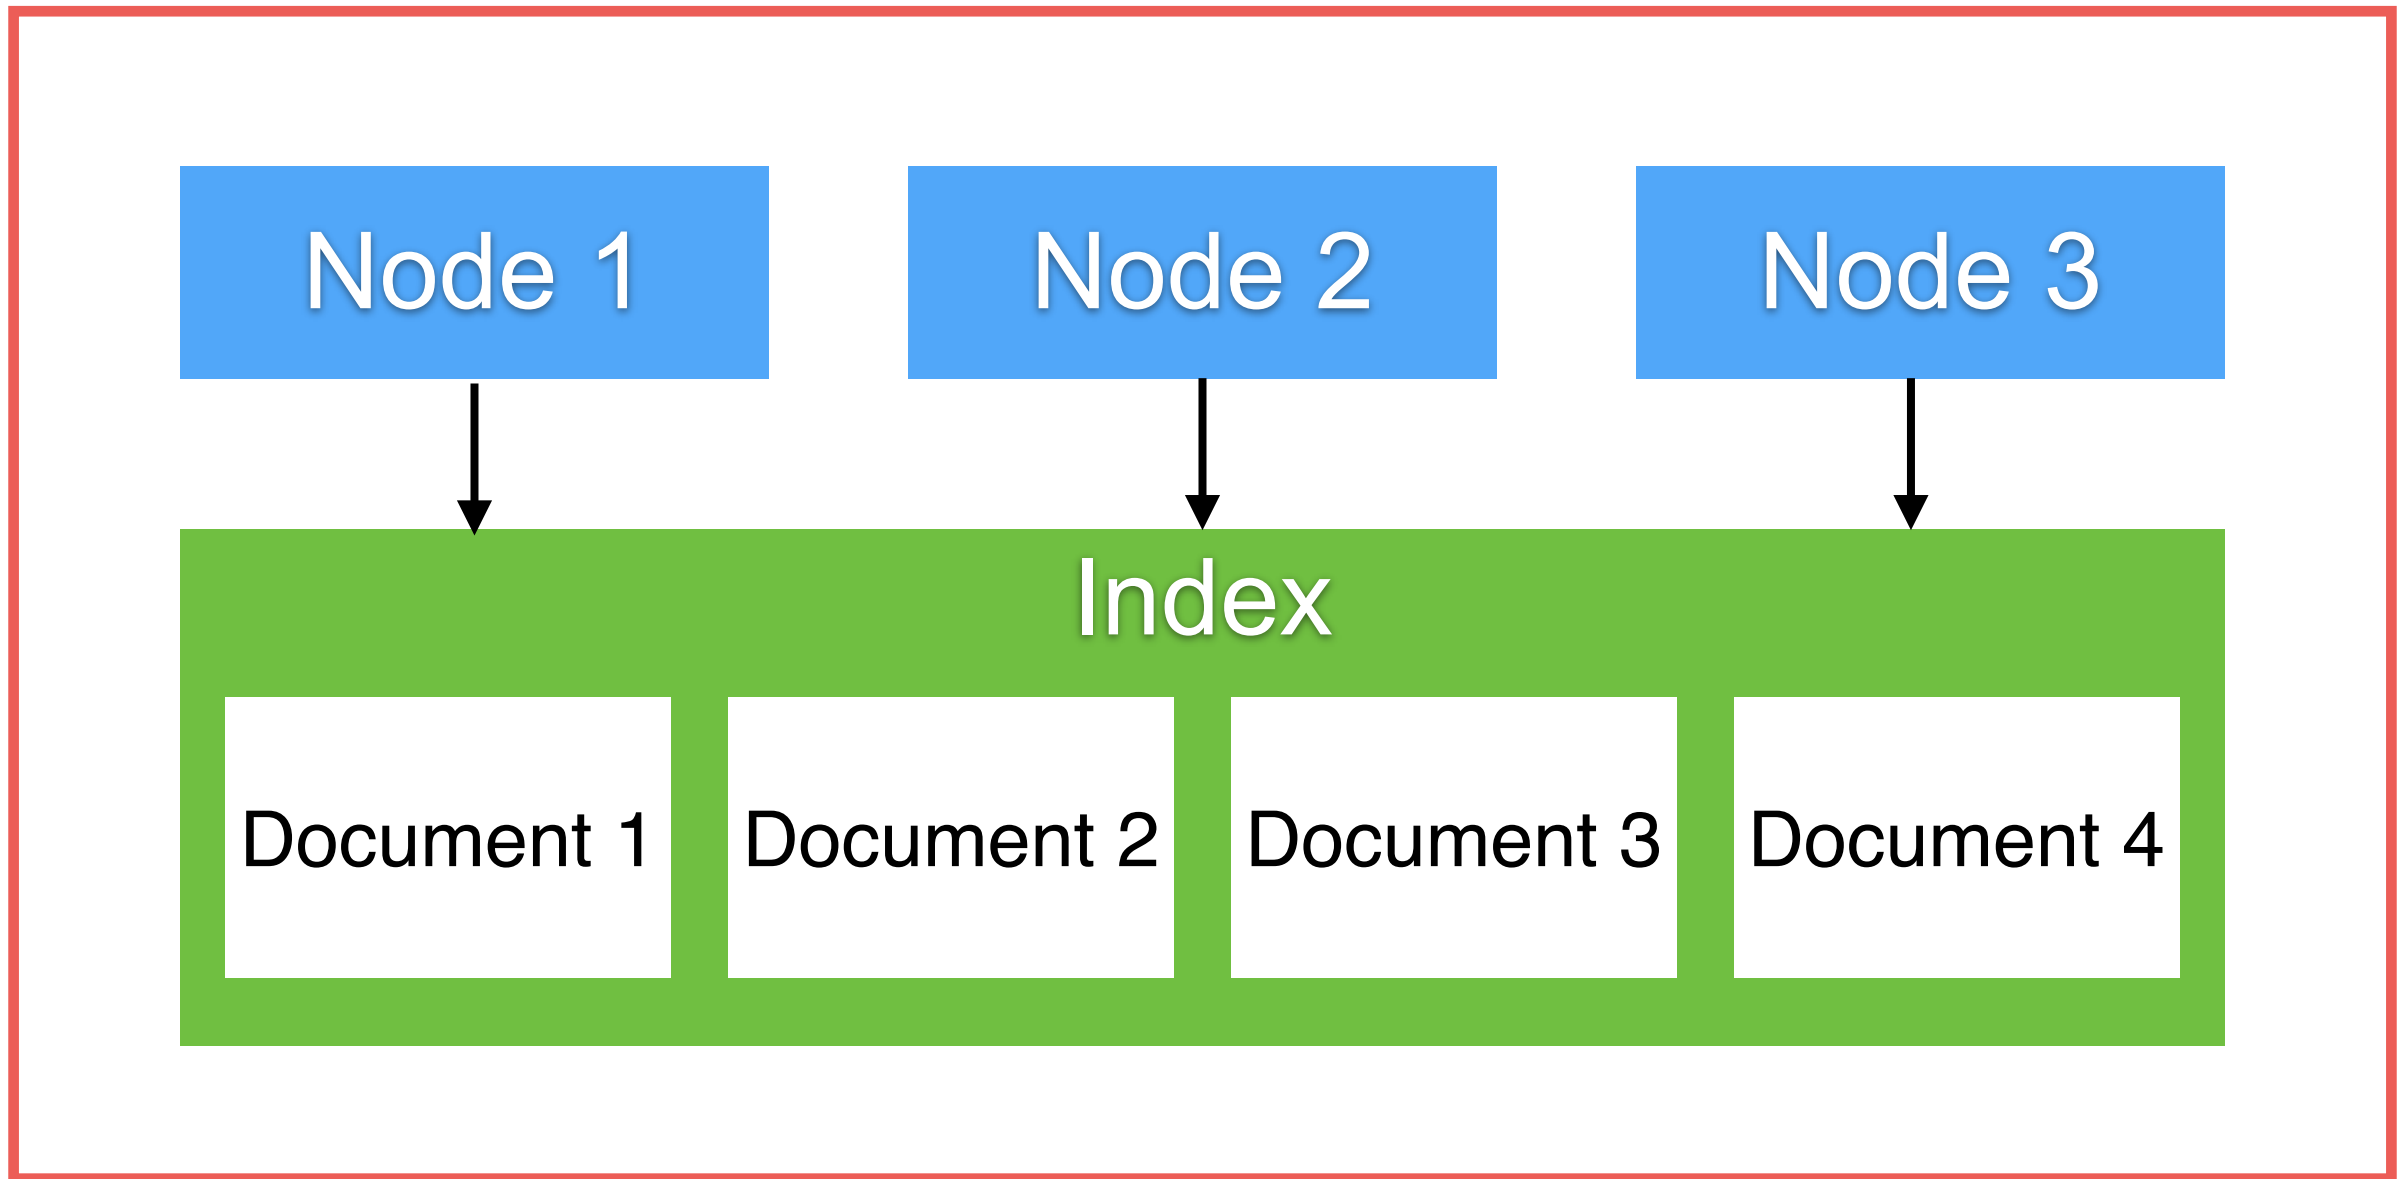 Node 1
Node 2
Node 3
Index
Document 1
Document 2
Document 3
Document 4